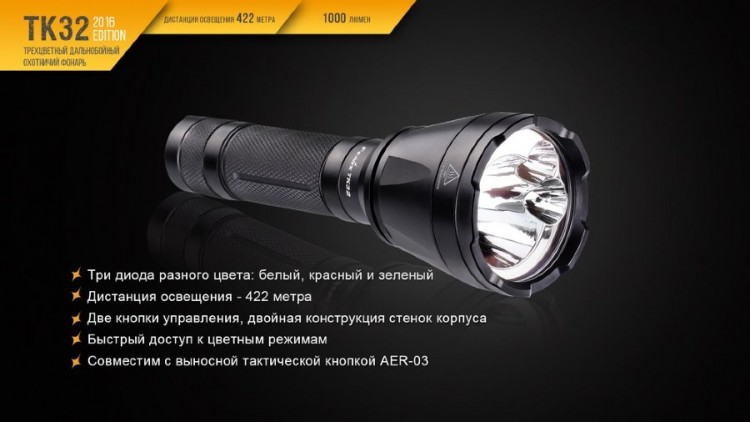 TK32 2016 EDITION
ТРЕХЦВЕТНЫЙ ДАЛЬНОБОЙНЫЙ
ОХОТНИЧИЙ ФОНАРЬ
ДИСТАНЦИЯ ОСВЕЩЕНИЯ 422 МЕТРА
1000 ЛЮМЕН
Fenix TK32
Три диода разного цвета: белый, красный и зеленый
Дистанция освещения - 422 метра
Две кнопки управления, двойная конструкция стенок корпуса
Быстрый доступ к цветным режимам
Совместим с выносной тактической кнопкой AER-03